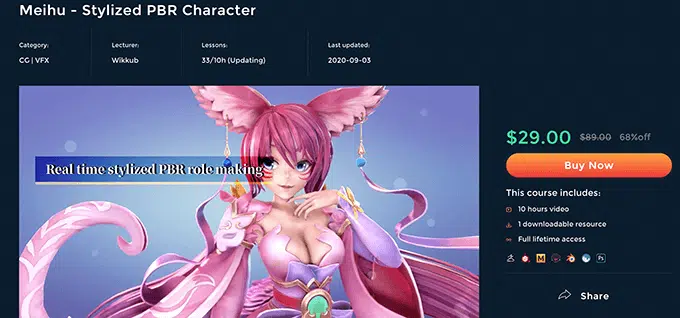 Meihu - Stylized PBR Character
Category:
CG | VFX
Lecturer:
Wikkub
Lessons:
33/10h (Updating)
Last updated:
2020-09-03
Real time stylized PBR role making
$29.00 $89.00 68%off
Buy Now
This course includes:
10 hours video
1 downloadable resource
Full lifetime access
M
Ps
Share